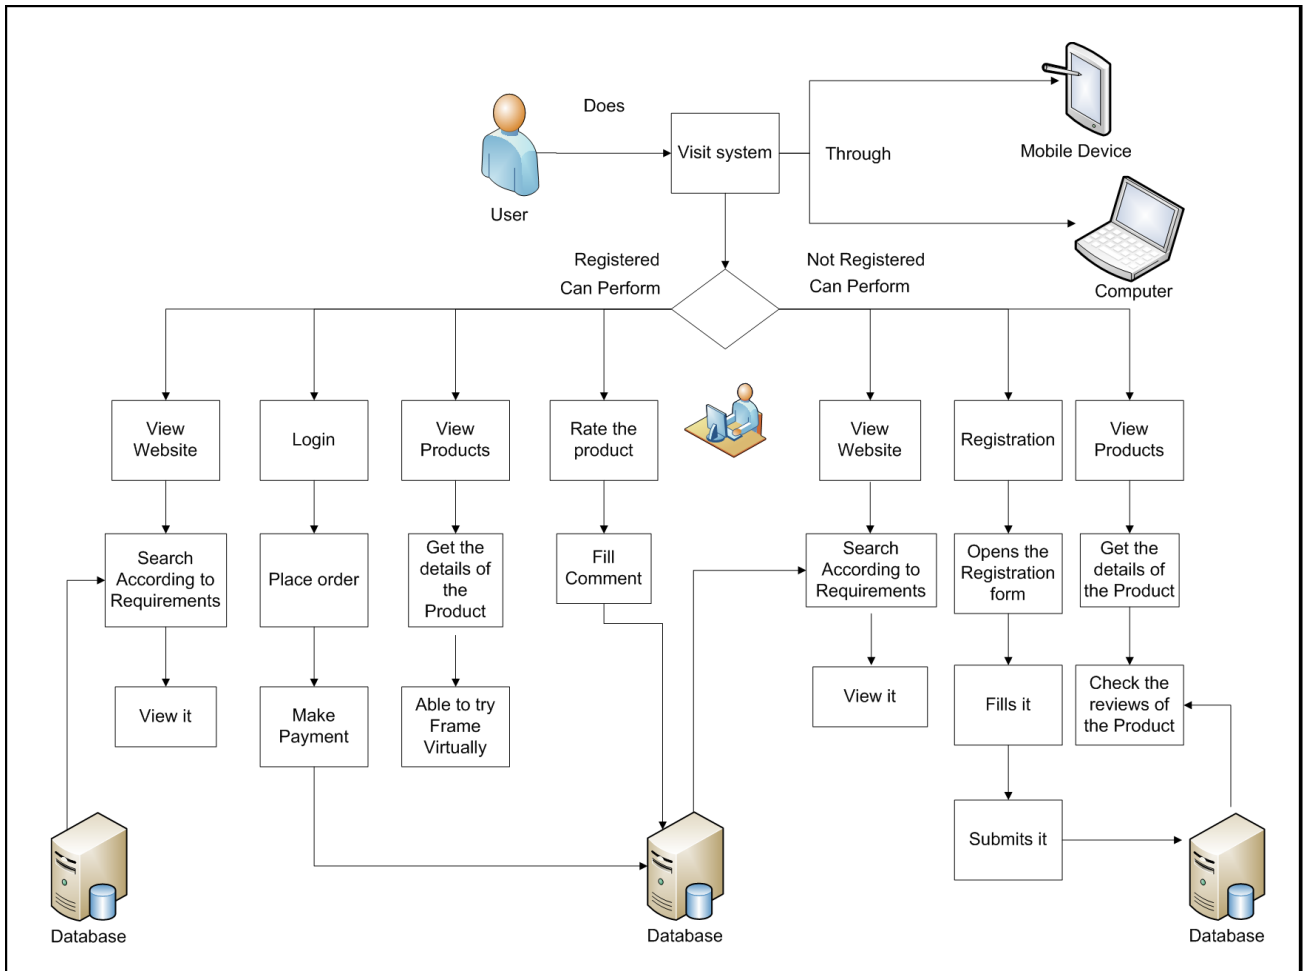 Does
Visit system
Through
Mobile Device
User
Computer
Registered
Can Perform
Not Registered
Can Perform
View
Website
Login
View
Products
Rate the
product
View
Website
Registration
View
Products
Search
According to
Requirements
Place order
Get the
details of
the
Product
Fill
Comment
Search
According to
Requirements
Opens the
Registration
form
Get the
details of
the Product
View it
Make
Payment
Able to try
Frame
Virtually
View it
Fills it
Check the
reviews of
the Product
Submits it
Database
Database
Database